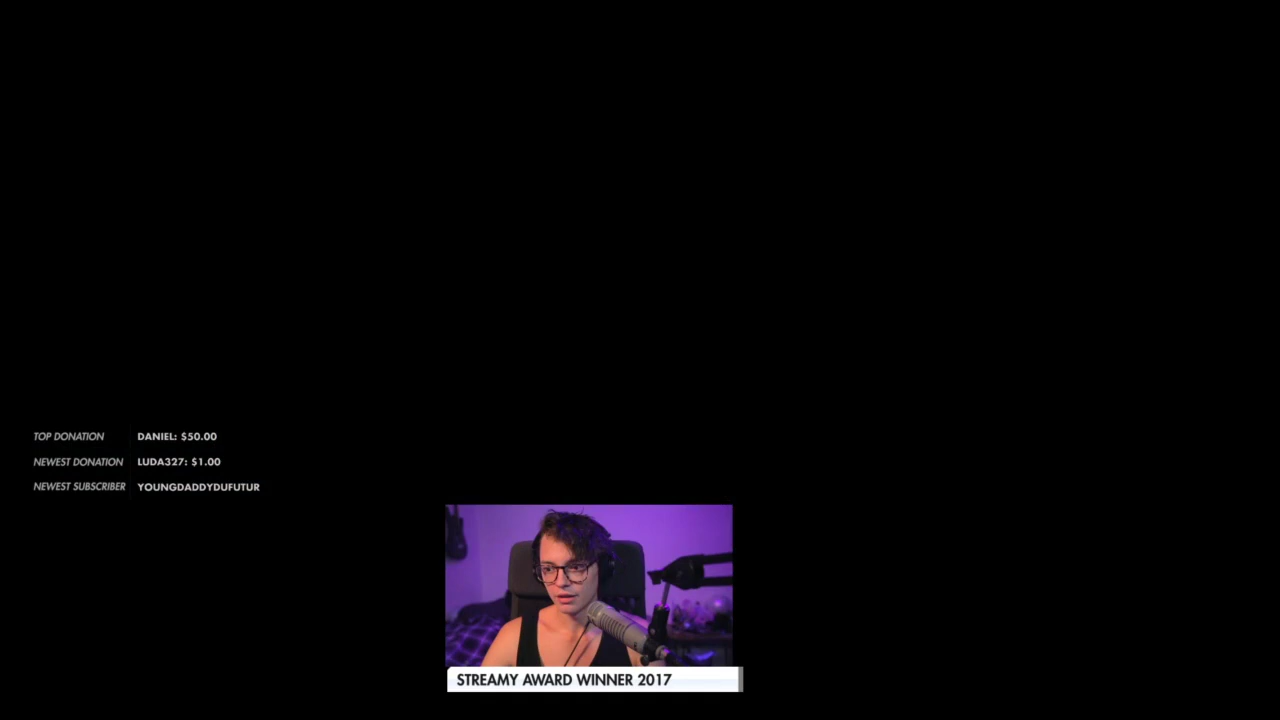 TOP DONATION DANIEL: $50.00
NEWEST DONATION LUDA327: $1.00
NEWEST SUBSCRIBER YOUNGDADDYDUFUTUR
STREAMY AWARD WINNER 2017